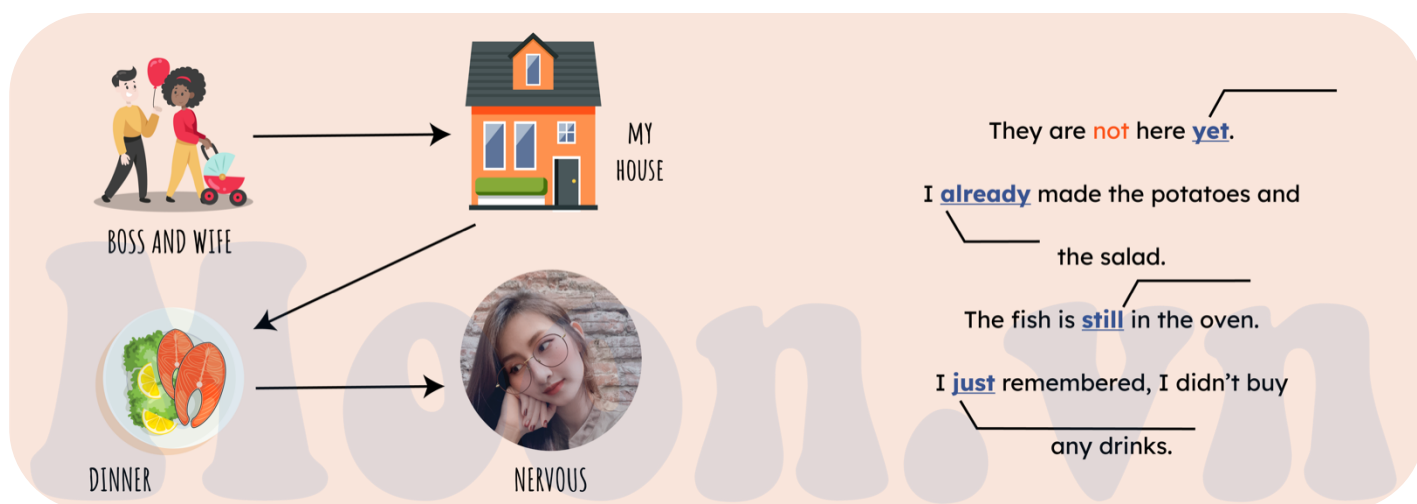 BOSS AND WIFE
MY
HOUSE
DINNER
NERVOUS
They are not here yet.
I already made the potatoes and
the salad.
The fish is still in the oven.
I just remembered, I didn't buy
any drinks.
Moon.vn